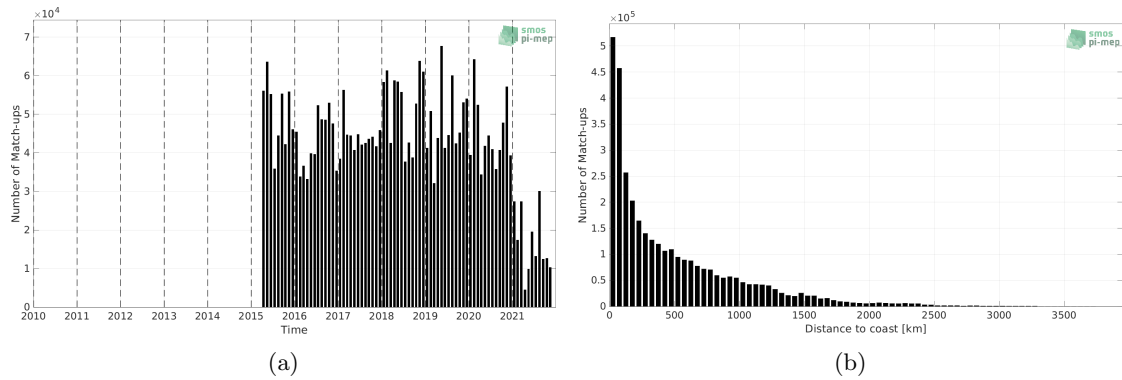 ×10⁴
7
6
5
4
3
2
1
0
Number of Match-ups
2010 2011 2012 2013 2014 2015 2016 2017 2018 2019 2020 2021
Time
smos
pi-mep
(a)
×10⁵
5
4.5
4
3.5
3
2.5
2
1.5
1
0.5
0
Number of Match-ups
0 500 1000 1500 2000 2500 3000 3500
Distance to coast [km]
smos
pi-mep
(b)